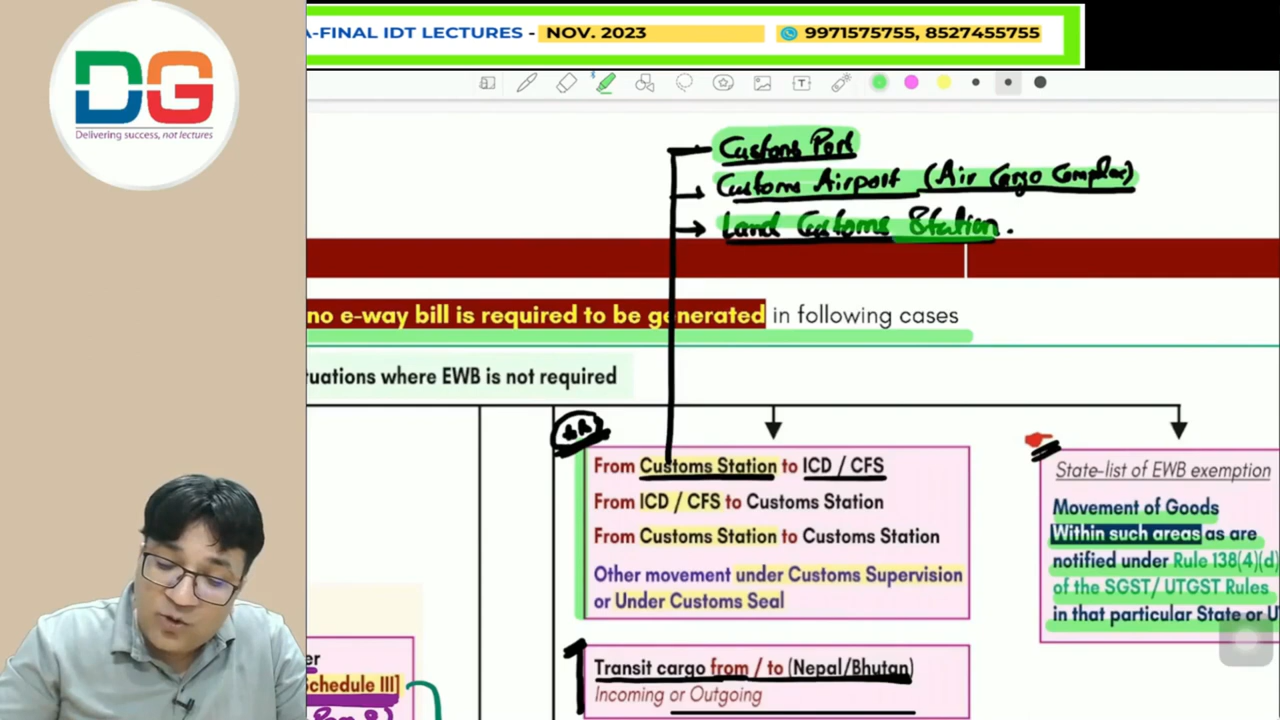 DG
Delivering success, not lectures
A-FINAL IDT LECTURES - NOV. 2023
9971575755, 8527455755
Customs Port
Customs Airport (Air Cargo Complex)
Land Customs Station.
no e-way bill is required to be generated in following cases
tuations where EWB is not required
From Customs Station to ICD / CFS
From ICD / CFS to Customs Station
From Customs Station to Customs Station
Other movement under Customs Supervision
or Under Customs Seal
State-list of EWB exemption
Movement of Goods
Within such areas as are
notified under Rule 138(4)(d)
of the SGST/ UTGST Rules
in that particular State or U
er
Schedule III]
Transit cargo from / to (Nepal/Bhutan)
Incoming or Outgoing